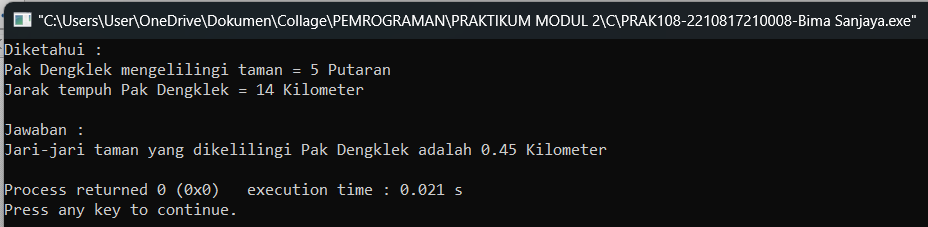 "C:\Users\User\OneDrive\Dokumen\Collage\PEMROGRAMAN\PRAKTIKUM MODUL 2\C\PRAK108-2210817210008-Bima Sanjaya.exe"
Diketahui :
Pak Dengklek mengelilingi taman = 5 Putaran
Jarak tempuh Pak Dengklek = 14 Kilometer
Jawaban :
Jari-jari taman yang dikelilingi Pak Dengklek adalah 0.45 Kilometer
Process returned 0 (0x0)   execution time : 0.021 s
Press any key to continue.